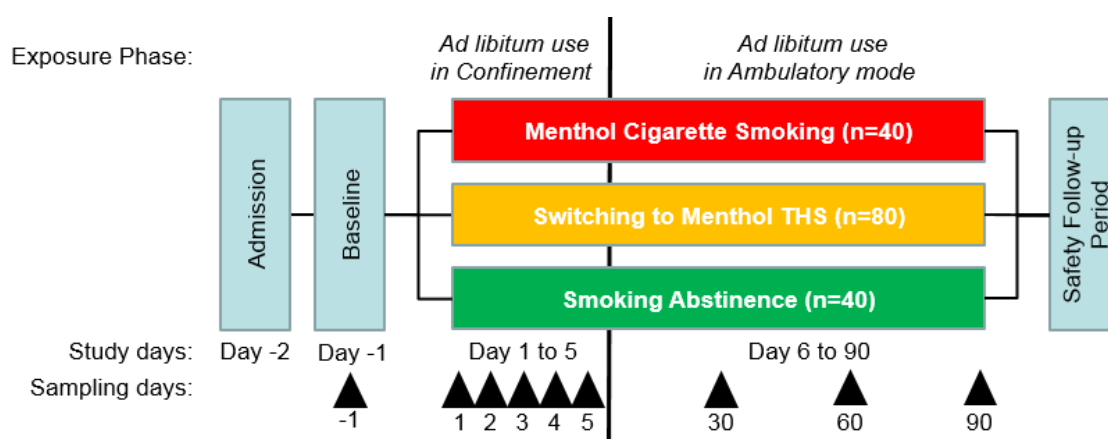 Exposure Phase:
Ad libitum use
in Confinement
Ad libitum use
in Ambulatory mode
Admission
Baseline
Menthol Cigarette Smoking (n=40)
Switching to Menthol THS (n=80)
Smoking Abstinence (n=40)
Safety Follow-up
Period
Study days: Day -2 Day -1 Day 1 to 5 Day 6 to 90
Sampling days:
-1 1 2 3 4 5 30 60 90